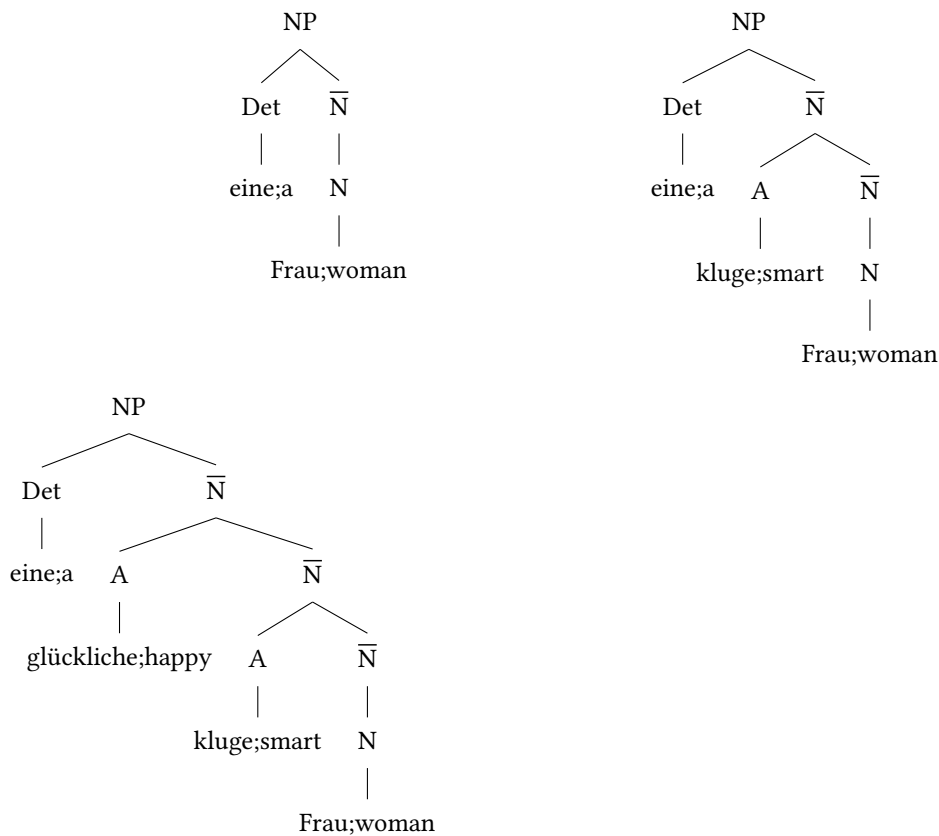 NP NP
Det N̅ Det N̅
eine;a N eine;a A N̅
Frau;woman kluge;smart N
Frau;woman
NP
Det N̅
eine;a A N̅
glückliche;happy A N̅
kluge;smart N
Frau;woman